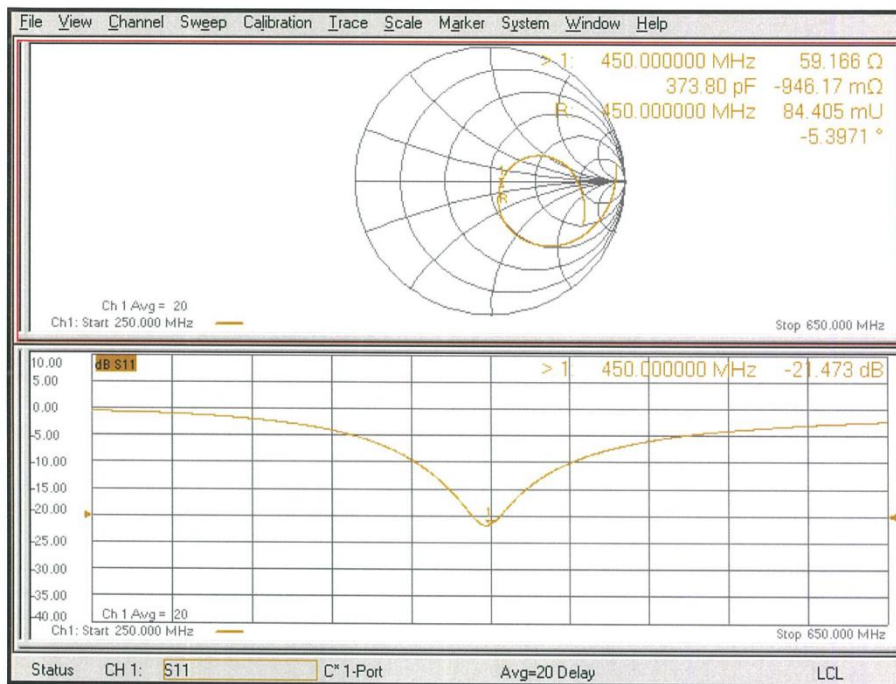 File View Channel Sweep Calibration Trace Scale Marker System Window Help
> 1: 450.000000 MHz 59.166 Ω
373.80 pF -946.17 mΩ
R: 450.000000 MHz 84.405 mU
-5.3971 °
1
R
Ch 1 Avg = 20
Ch1: Start 250.000 MHz
Stop 650.000 MHz
dB S11
> 1: 450.000000 MHz -21.473 dB
10.00
5.00
0.00
-5.00
-10.00
-15.00
-20.00
-25.00
-30.00
-35.00
-40.00
1
Ch 1 Avg = 20
Ch1: Start 250.000 MHz
Stop 650.000 MHz
Status CH 1: S11 C* 1-Port Avg=20 Delay LCL